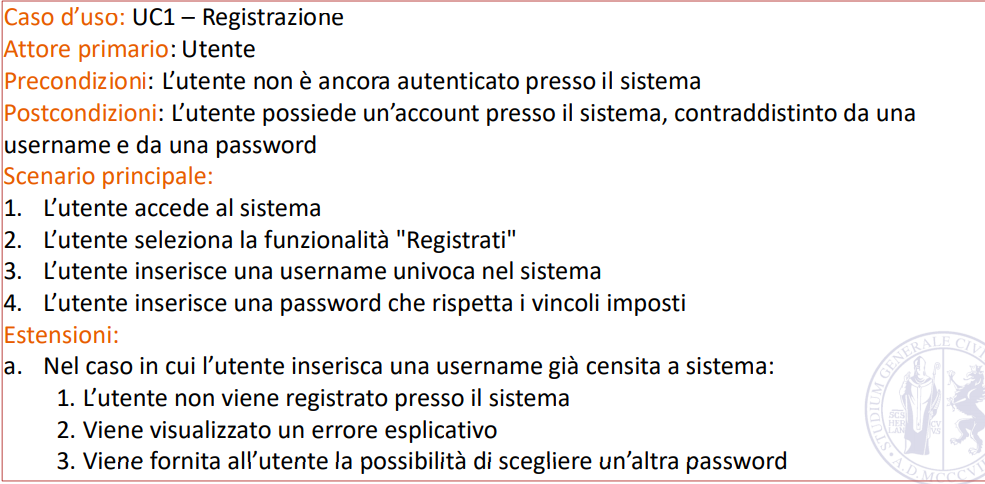 Caso d’uso: UC1 – Registrazione
Attore primario: Utente
Precondizioni: L’utente non è ancora autenticato presso il sistema
Postcondizioni: L’utente possiede un’account presso il sistema, contraddistinto da una
username e da una password
Scenario principale:
1. L’utente accede al sistema
2. L’utente seleziona la funzionalità "Registrati"
3. L’utente inserisce una username univoca nel sistema
4. L’utente inserisce una password che rispetta i vincoli imposti
Estensioni:
a. Nel caso in cui l’utente inserisca una username già censita a sistema:
1. L’utente non viene registrato presso il sistema
2. Viene visualizzato un errore esplicativo
3. Viene fornita all’utente la possibilità di scegliere un’altra password
STUDIUM GENERALE CIVI
A.D. MCCCVII